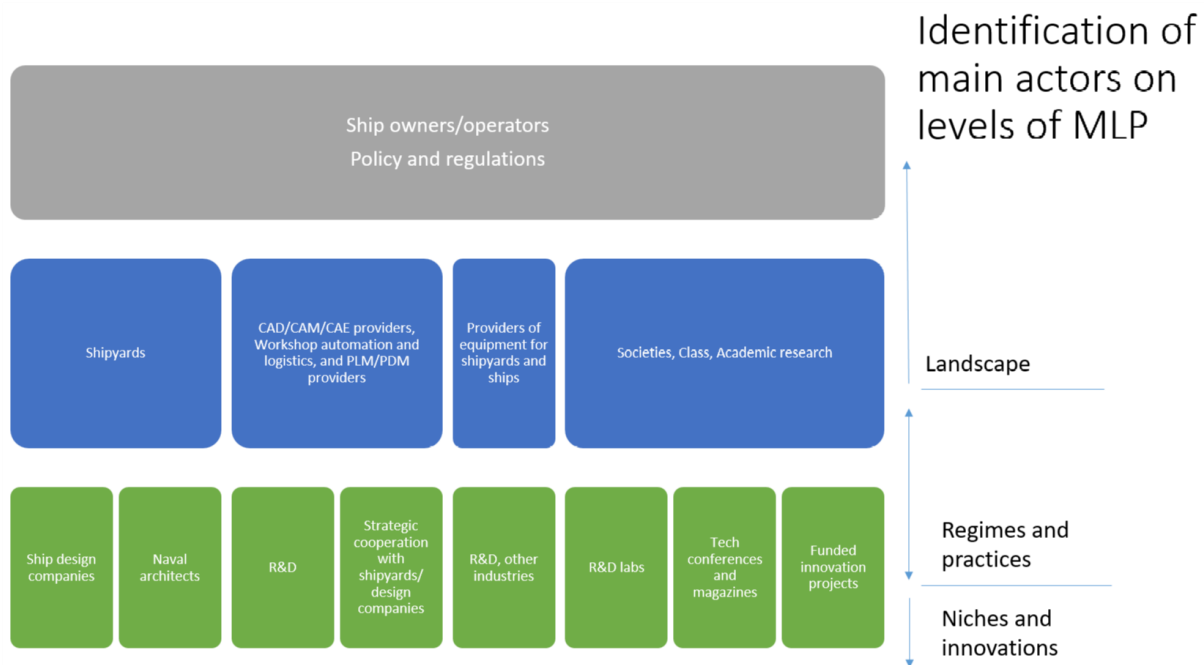 Identification of
main actors on
levels of MLP
Ship owners/operators
Policy and regulations
Shipyards
CAD/CAM/CAE providers,
Workshop automation and
logistics, and PLM/PDM
providers
Providers of
equipment for
shipyards and
ships
Societies, Class, Academic research
Landscape
Ship design
companies
Naval
architects
R&D
Strategic
cooperation
with
shipyards/
design
companies
R&D, other
industries
R&D labs
Tech
conferences
and
magazines
Funded
innovation
projects
Regimes and
practices
Niches and
innovations